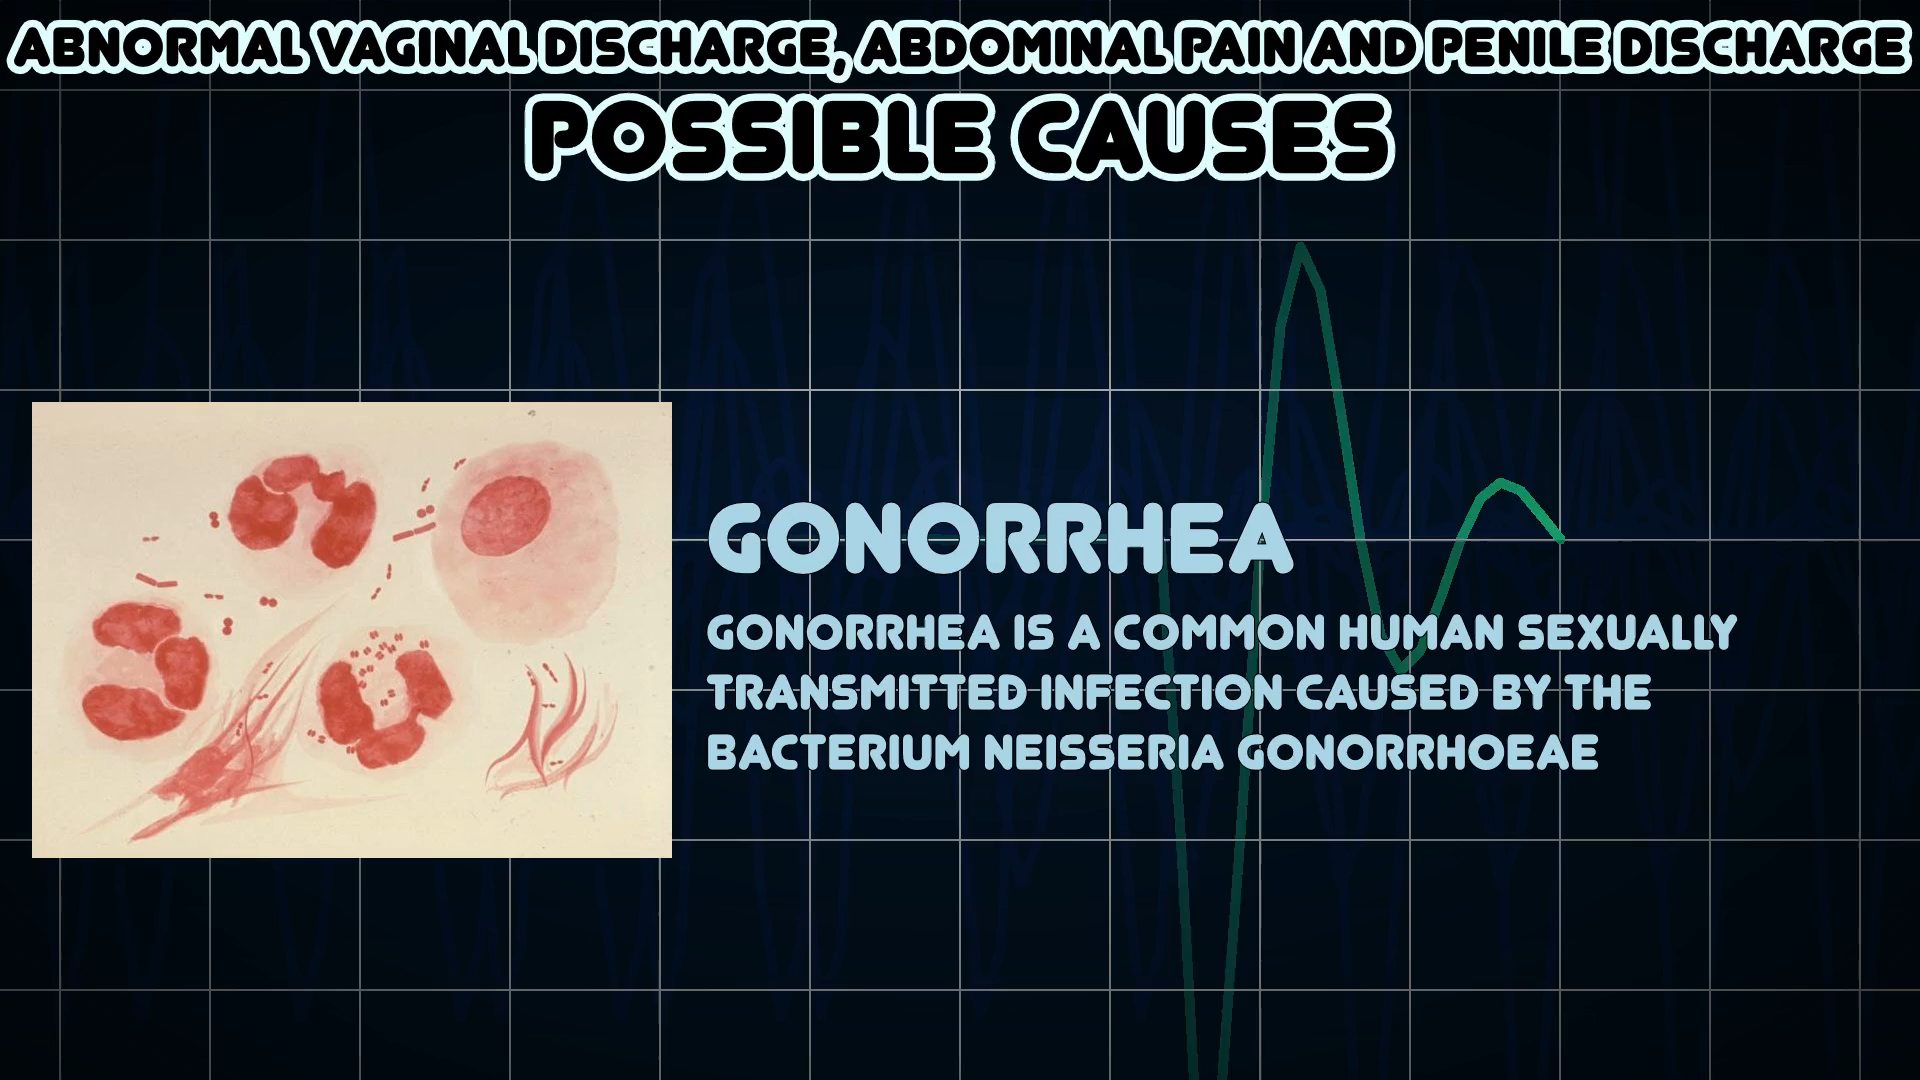 ABNORMAL VAGINAL DISCHARGE, ABDOMINAL PAIN AND PENILE DISCHARGE
POSSIBLE CAUSES
GONORRHEA
GONORRHEA IS A COMMON HUMAN SEXUALLY
TRANSMITTED INFECTION CAUSED BY THE
BACTERIUM NEISSERIA GONORRHOEAE